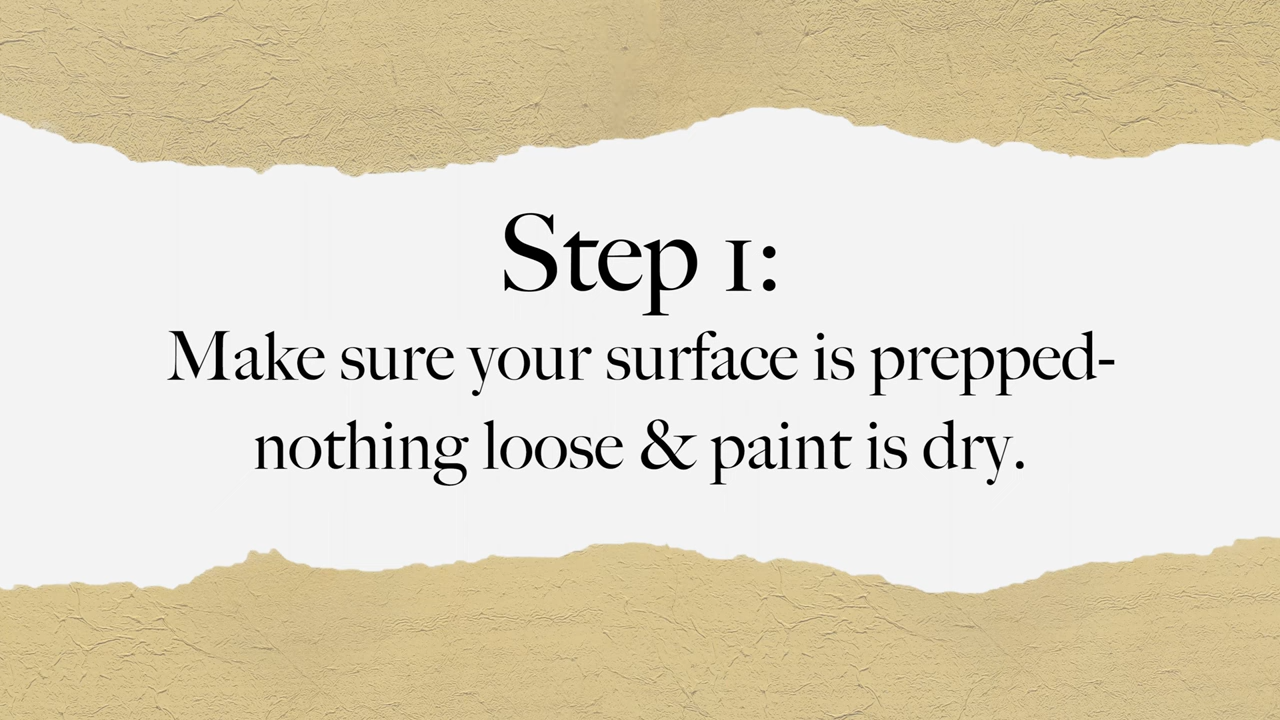 Step 1:
Make sure your surface is prepped-
nothing loose & paint is dry.